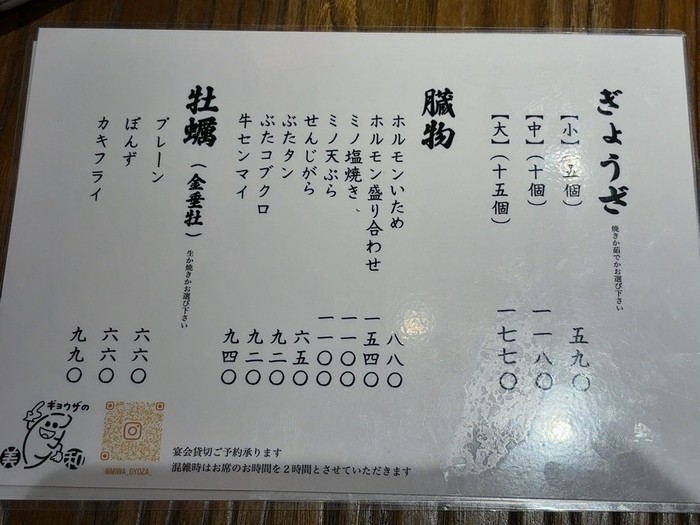 ぎょうざ 焼きか茹でかお選び下さい
【小】(五個) 五九〇
【中】(十個) 一一八〇
【大】(十五個) 一七七〇
臓物
ホルモンいため 八八〇
ホルモン盛り合わせ 一五四〇
ミノ塩焼き、 一一〇〇
ミノ天ぷら 一一〇〇
せんじがら 六五〇
ぶたタン 九二〇
ぶたコブクロ 九二〇
牛センマイ 九四〇
牡蠣(金垂牡) 生か焼きかお選び下さい
プレーン 六六〇
ぽんず 六六〇
カキフライ 九九〇
ギョウザの
美和
@MIWA_GYOZA_
宴会貸切ご予約承ります
混雑時はお席のお時間を2時間とさせていただきます